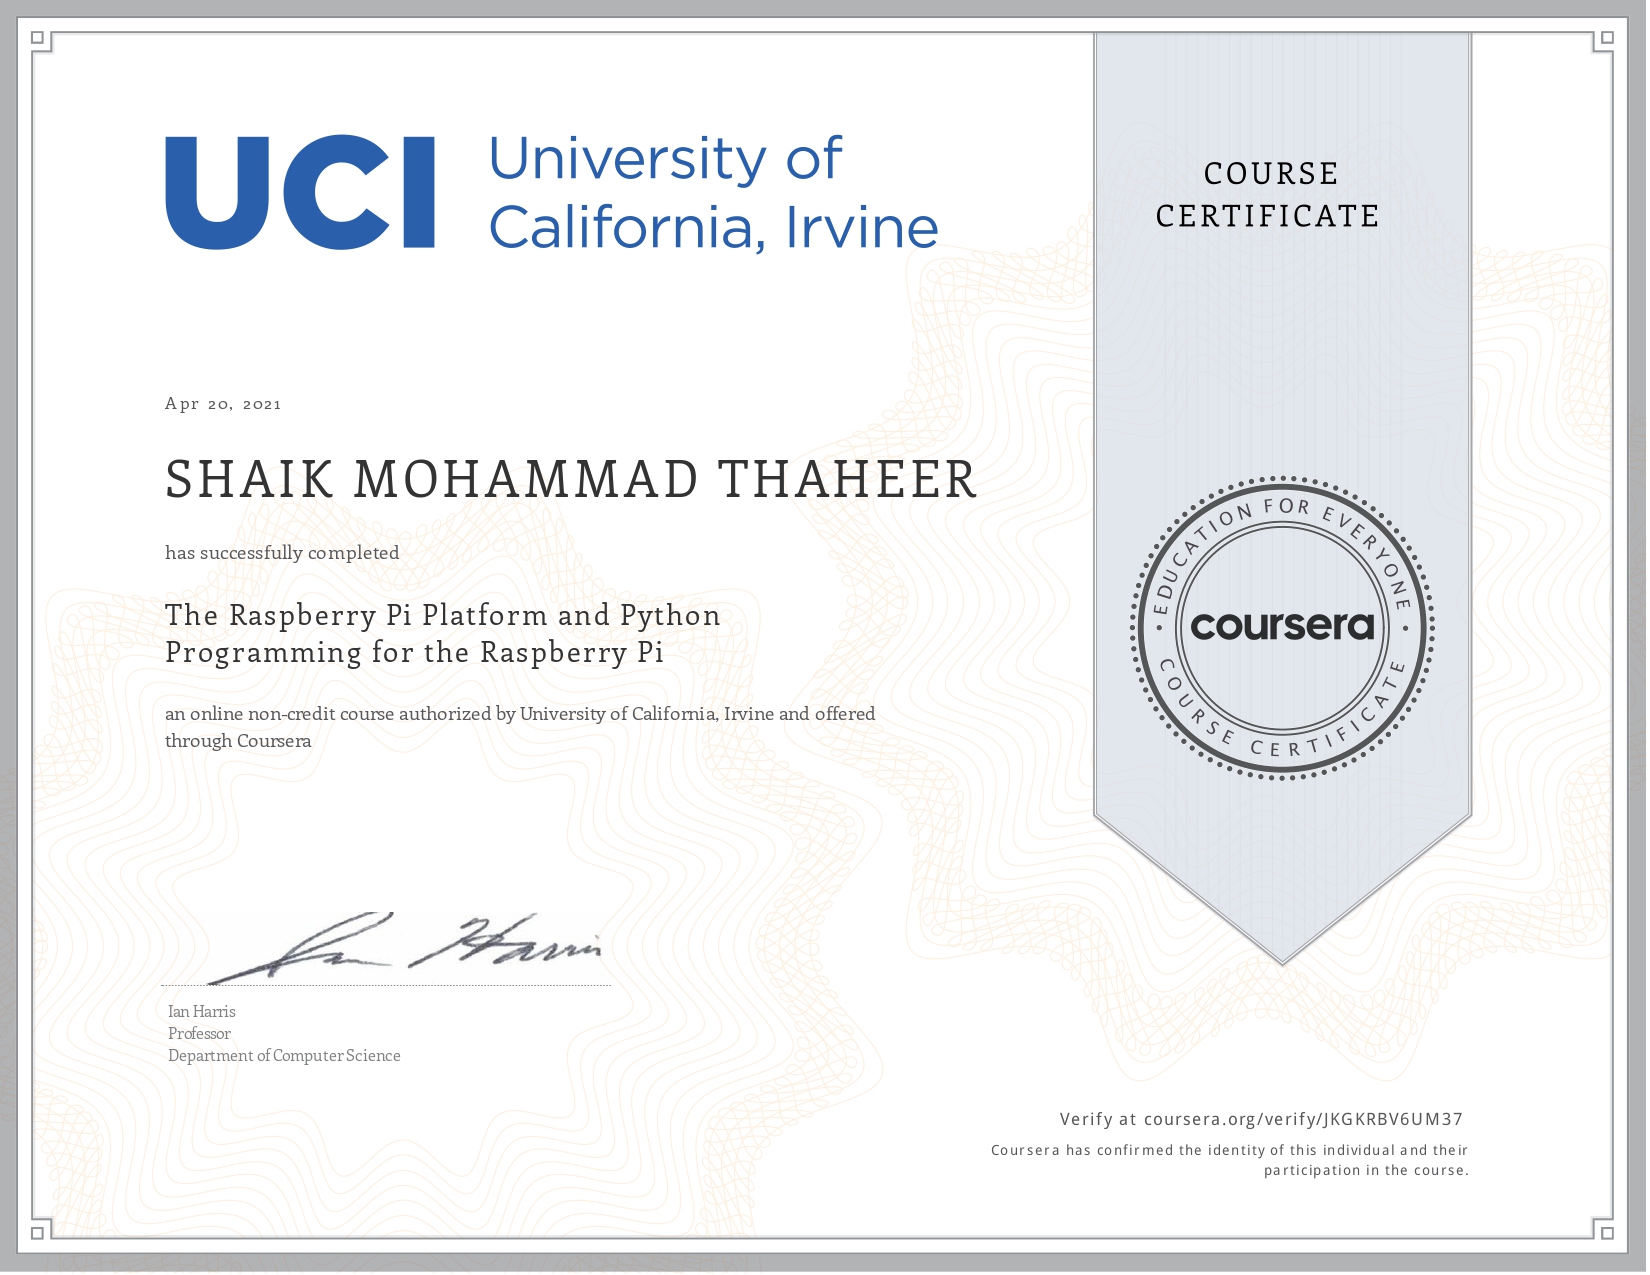 UCI University of
California, Irvine
COURSE
CERTIFICATE
Apr 20, 2021
SHAIK MOHAMMAD THAHEER
has successfully completed
The Raspberry Pi Platform and Python
Programming for the Raspberry Pi
an online non-credit course authorized by University of California, Irvine and offered
through Coursera
EDUCATION FOR EVERYONE
coursera
COURSE CERTIFICATE
Ian Harris
Ian Harris
Professor
Department of Computer Science
Verify at coursera.org/verify/JKGKRBV6UM37
Coursera has confirmed the identity of this individual and their
participation in the course.